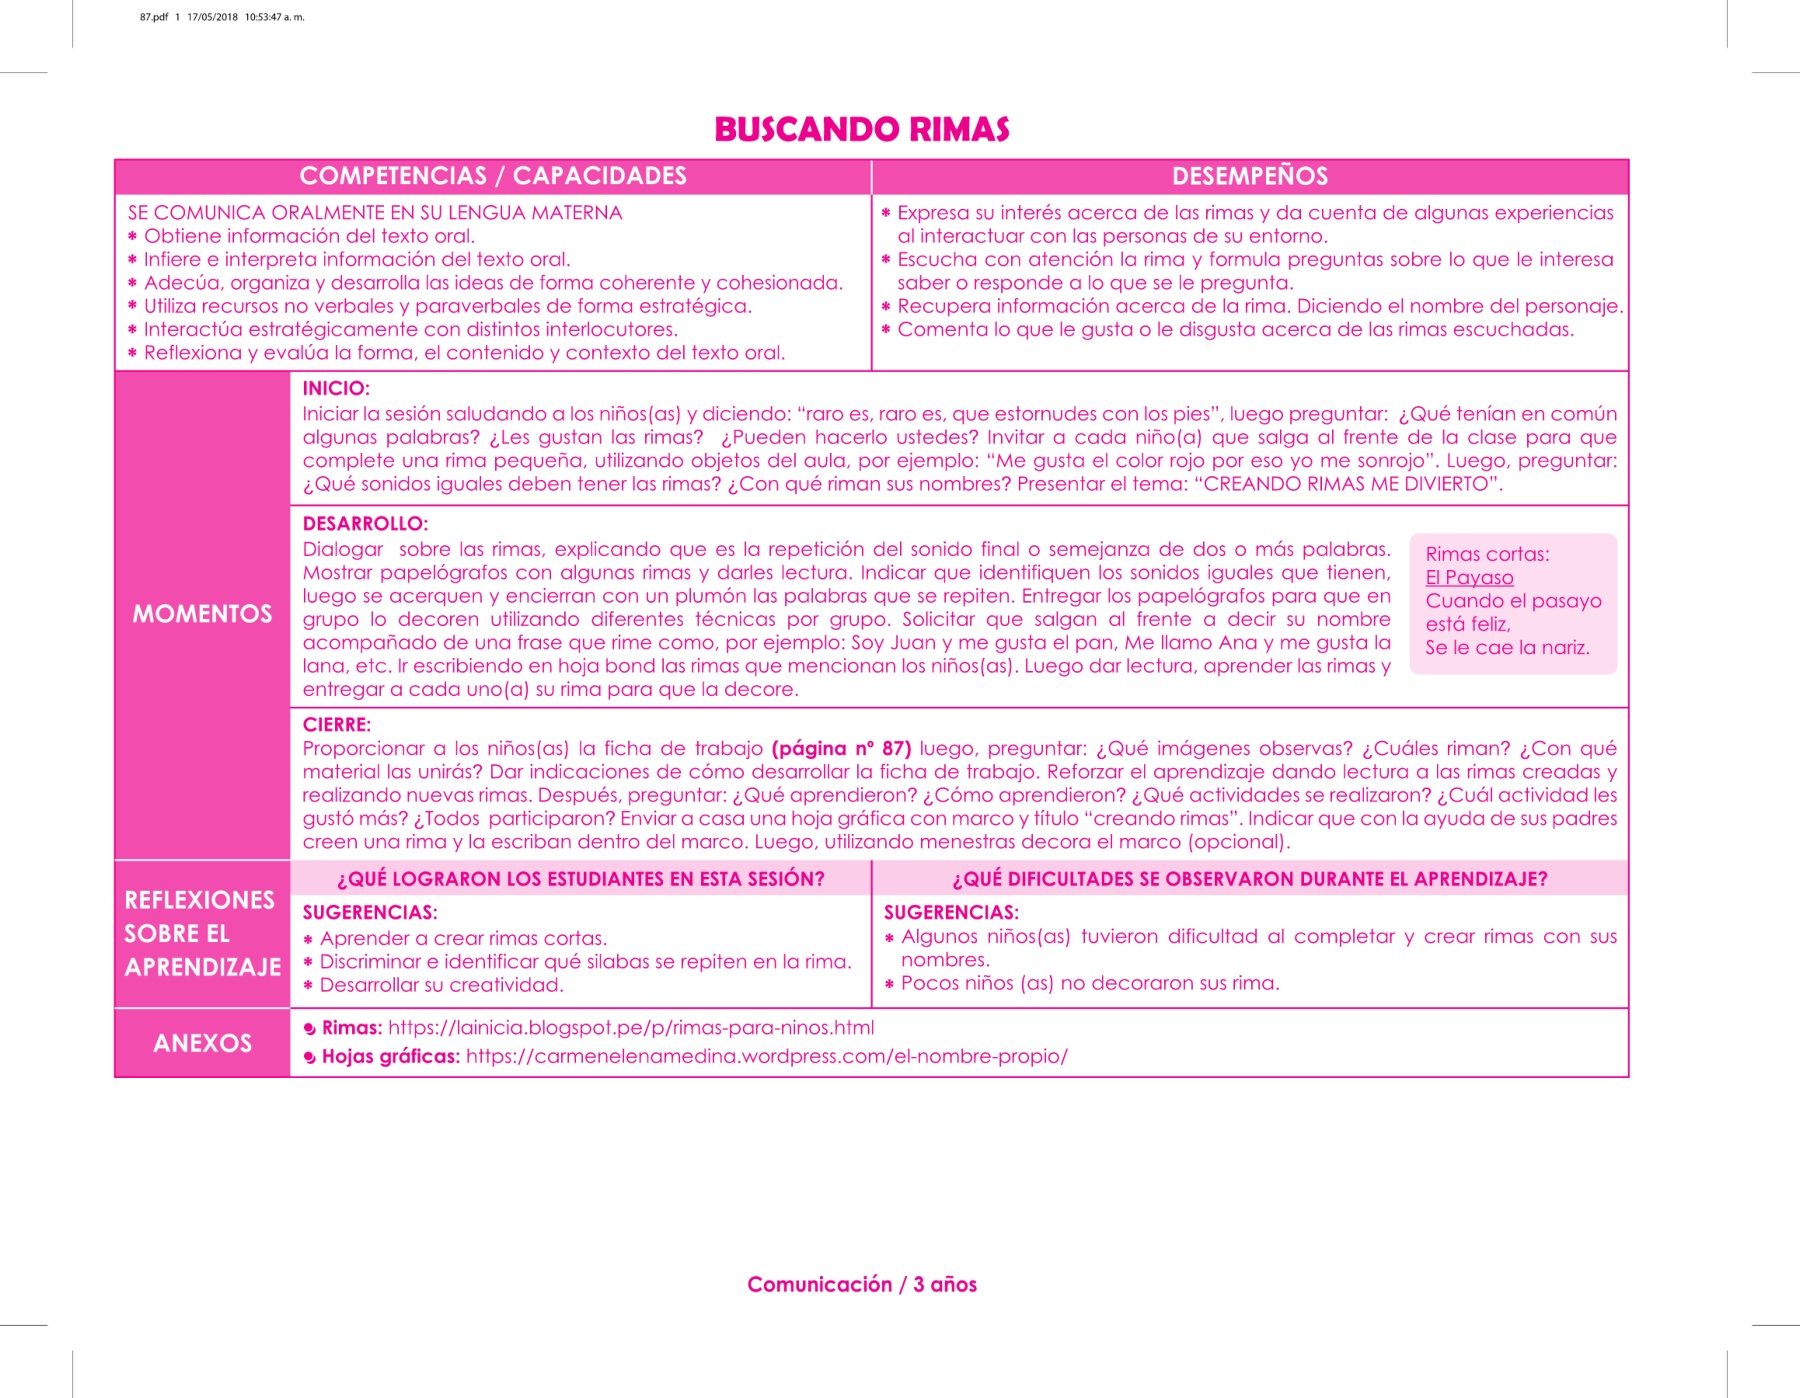 87.pdf 1 17/05/2018 10:53:47 a. m.
BUSCANDO RIMAS
COMPETENCIAS / CAPACIDADES
DESEMPEÑOS
SE COMUNICA ORALMENTE EN SU LENGUA MATERNA
* Obtiene información del texto oral.
* Infiere e interpreta información del texto oral.
* Adecúa, organiza y desarrolla las ideas de forma coherente y cohesionada.
* Utiliza recursos no verbales y paraverbales de forma estratégica.
* Interactúa estratégicamente con distintos interlocutores.
* Reflexiona y evalúa la forma, el contenido y contexto del texto oral.
* Expresa su interés acerca de las rimas y da cuenta de algunas experiencias
al interactuar con las personas de su entorno.
* Escucha con atención la rima y formula preguntas sobre lo que le interesa
saber o responde a lo que se le pregunta.
* Recupera información acerca de la rima. Diciendo el nombre del personaje.
* Comenta lo que le gusta o le disgusta acerca de las rimas escuchadas.
MOMENTOS
INICIO:
Iniciar la sesión saludando a los niños(as) y diciendo: “raro es, raro es, que estornudes con los pies”, luego preguntar: ¿Qué tenían en común
algunas palabras? ¿Les gustan las rimas? ¿Pueden hacerlo ustedes? Invitar a cada niño(a) que salga al frente de la clase para que
complete una rima pequeña, utilizando objetos del aula, por ejemplo: “Me gusta el color rojo por eso yo me sonrojo”. Luego, preguntar:
¿Qué sonidos iguales deben tener las rimas? ¿Con qué riman sus nombres? Presentar el tema: “CREANDO RIMAS ME DIVIERTO”.
DESARROLLO:
Dialogar sobre las rimas, explicando que es la repetición del sonido final o semejanza de dos o más palabras.
Mostrar papelógrafos con algunas rimas y darles lectura. Indicar que identifiquen los sonidos iguales que tienen,
luego se acerquen y encierran con un plumón las palabras que se repiten. Entregar los papelógrafos para que en
grupo lo decoren utilizando diferentes técnicas por grupo. Solicitar que salgan al frente a decir su nombre
acompañado de una frase que rime como, por ejemplo: Soy Juan y me gusta el pan, Me llamo Ana y me gusta la
lana, etc. Ir escribiendo en hoja bond las rimas que mencionan los niños(as). Luego dar lectura, aprender las rimas y
entregar a cada uno(a) su rima para que la decore.
Rimas cortas:
El Payaso
Cuando el pasayo
está feliz,
Se le cae la nariz.
CIERRE:
Proporcionar a los niños(as) la ficha de trabajo (página nº 87) luego, preguntar: ¿Qué imágenes observas? ¿Cuáles riman? ¿Con qué
material las unirás? Dar indicaciones de cómo desarrollar la ficha de trabajo. Reforzar el aprendizaje dando lectura a las rimas creadas y
realizando nuevas rimas. Después, preguntar: ¿Qué aprendieron? ¿Cómo aprendieron? ¿Qué actividades se realizaron? ¿Cuál actividad les
gustó más? ¿Todos participaron? Enviar a casa una hoja gráfica con marco y título “creando rimas”. Indicar que con la ayuda de sus padres
creen una rima y la escriban dentro del marco. Luego, utilizando menestras decora el marco (opcional).
REFLEXIONES
SOBRE EL
APRENDIZAJE
¿QUÉ LOGRARON LOS ESTUDIANTES EN ESTA SESIÓN?
SUGERENCIAS:
* Aprender a crear rimas cortas.
* Discriminar e identificar qué silabas se repiten en la rima.
* Desarrollar su creatividad.
¿QUÉ DIFICULTADES SE OBSERVARON DURANTE EL APRENDIZAJE?
SUGERENCIAS:
* Algunos niños(as) tuvieron dificultad al completar y crear rimas con sus
nombres.
* Pocos niños (as) no decoraron sus rima.
ANEXOS
Rimas: https://lainicia.blogspot.pe/p/rimas-para-ninos.html
Hojas gráficas: https://carmenelenamedina.wordpress.com/el-nombre-propio/
Comunicación / 3 años